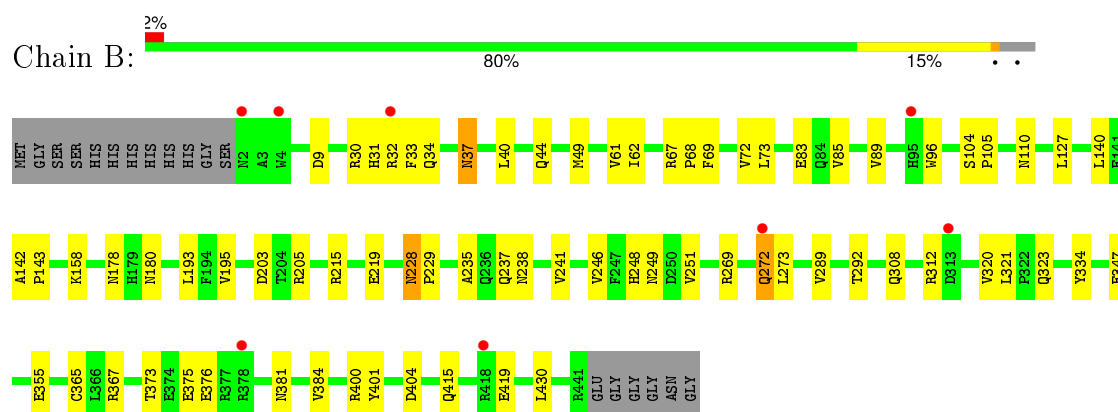 2%
Chain B:
80% 15% • •
MET GLY SER SER HIS HIS HIS HIS HIS HIS GLY SER N2 A3 W4 D9 R30 H31 R32 F33 Q34 N37 L40 Q44 M49 V61 I62 R67 P68 F69 V72 L73 E83 Q84 V85 V89 H95 W96 S104 P105 N110 L127 L140
A142 P143 K158 N178 H179 N180 L193 F194 V195 D203 T204 R205 R215 E219 N228 P229 A235 Q236 Q237 N238 V241 V246 F247 H248 N249 D250 V251 R269 Q272 L273 V289 T292 Q308 R312 D313 V320 L321 P322 Q323 Y334
E355 C365 L366 R367 T373 E374 E375 E376 R377 R378 N381 V384 R400 Y401 D404 Q415 R418 E419 L430 R441 GLU GLY GLY GLY ASN GLY